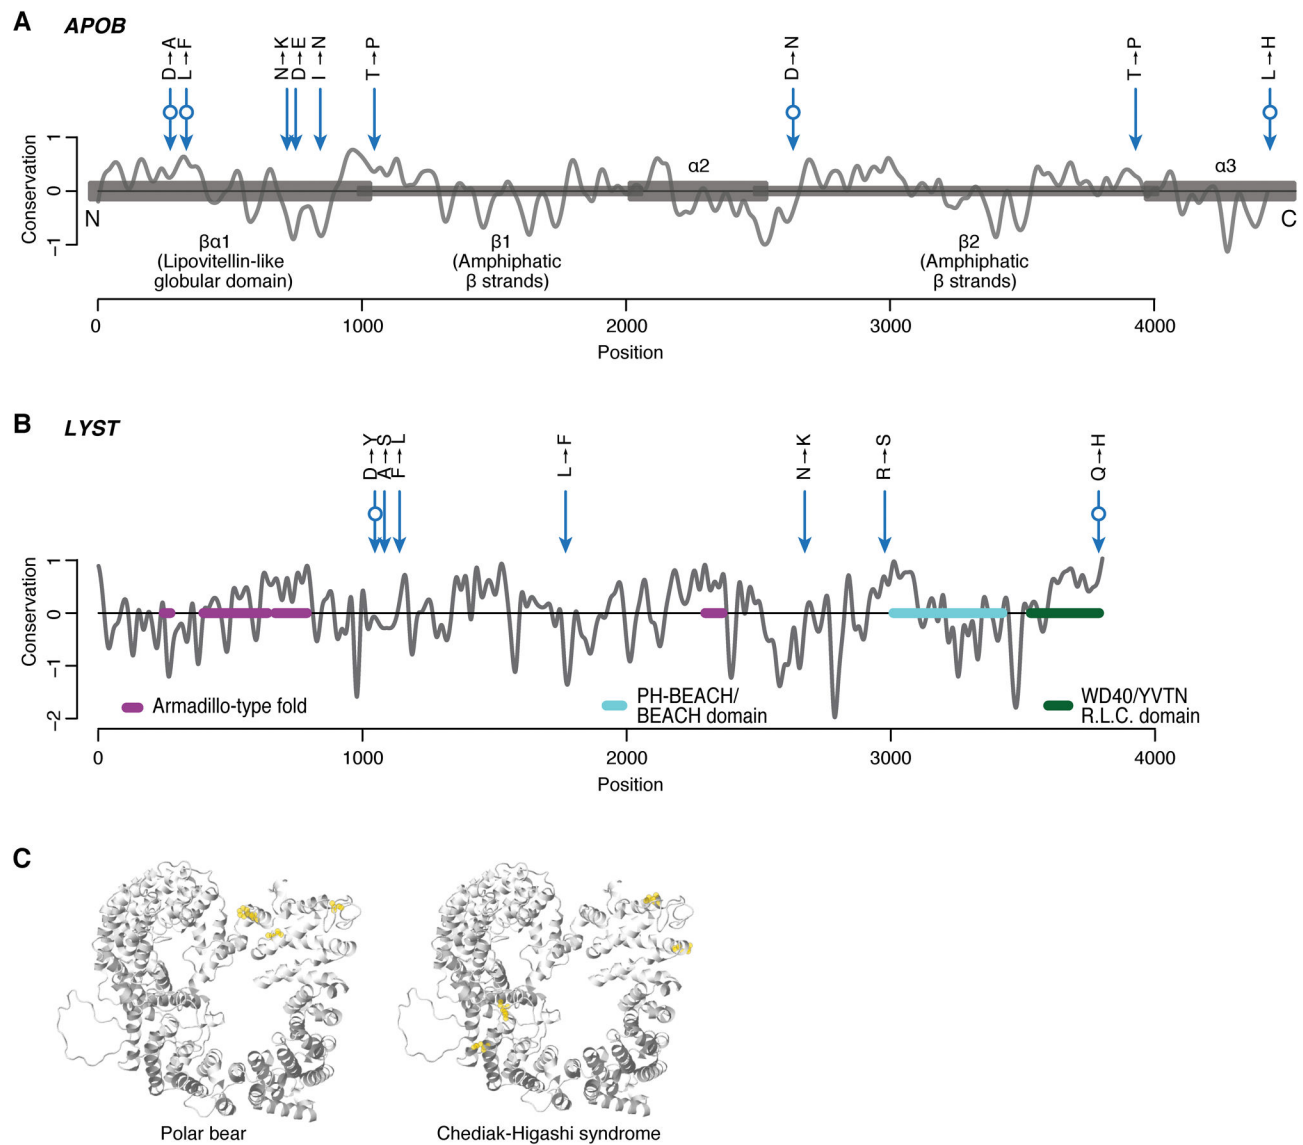 A
APOB
D→A
L→F
N→K
D→E
I→N
T→P
D→N
T→P
L→H
Conservation
1
0
−1
N
C
α2
α3
βα1
(Lipovitellin-like
globular domain)
β1
(Amphiphatic
β strands)
β2
(Amphiphatic
β strands)
0
1000
2000
3000
4000
Position
B
LYST
D→Y
A→S
F→L
L→F
N→K
R→S
Q→H
Conservation
1
0
−1
−2
Armadillo-type fold
PH-BEACH/
BEACH domain
WD40/YVTN
R.L.C. domain
0
1000
2000
3000
4000
Position
C
Polar bear
Chediak-Higashi syndrome